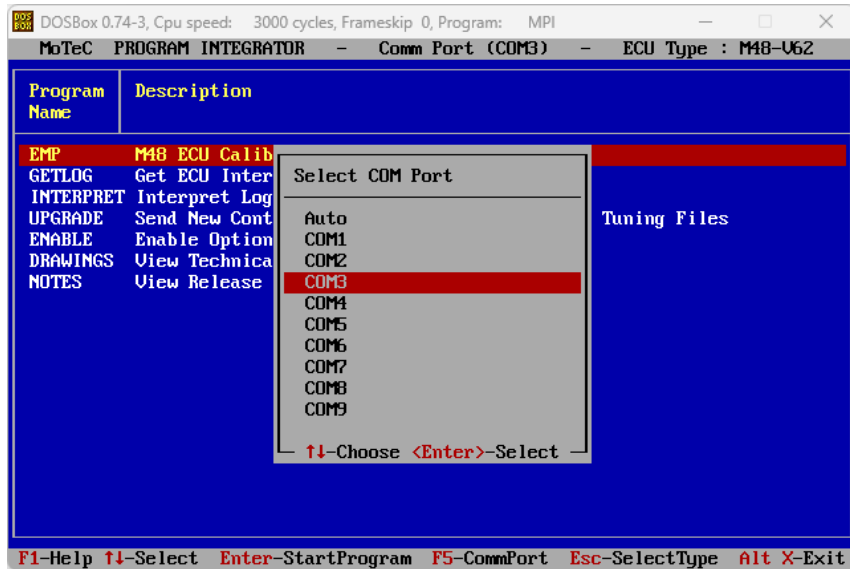 DOS BOX DOSBox 0.74-3, Cpu speed: 3000 cycles, Frameskip 0, Program: MPI
MoTeC PROGRAM INTEGRATOR - Comm Port (COM3) - ECU Type : M48-V62
Program Name
Description
EMP M48 ECU Calib
GETLOG Get ECU Inter
INTERPRET Interpret Log
UPGRADE Send New Cont Tuning Files
ENABLE Enable Option
DRAWINGS View Technica
NOTES View Release
Select COM Port
Auto
COM1
COM2
COM3
COM4
COM5
COM6
COM7
COM8
COM9
↑↓-Choose <Enter>-Select
F1-Help ↑↓-Select Enter-StartProgram F5-CommPort Esc-SelectType Alt X-Exit